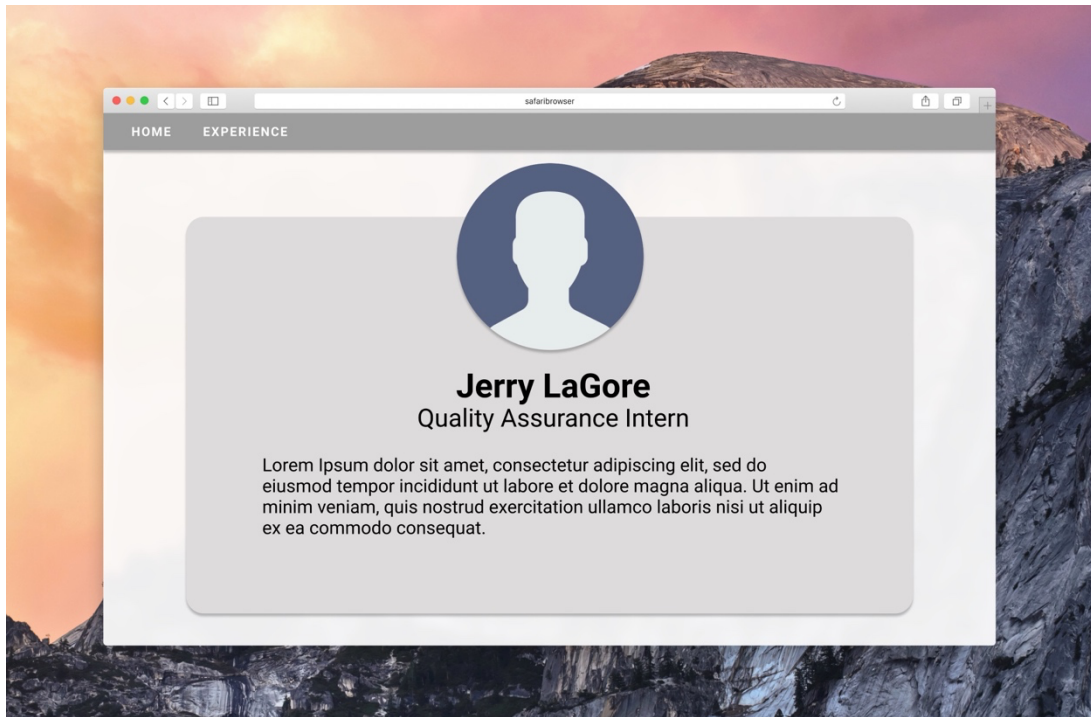 safaribrowser
HOME EXPERIENCE
Jerry LaGore
Quality Assurance Intern
Lorem Ipsum dolor sit amet, consectetur adipiscing elit, sed do
eiusmod tempor incididunt ut labore et dolore magna aliqua. Ut enim ad
minim veniam, quis nostrud exercitation ullamco laboris nisi ut aliquip
ex ea commodo consequat.